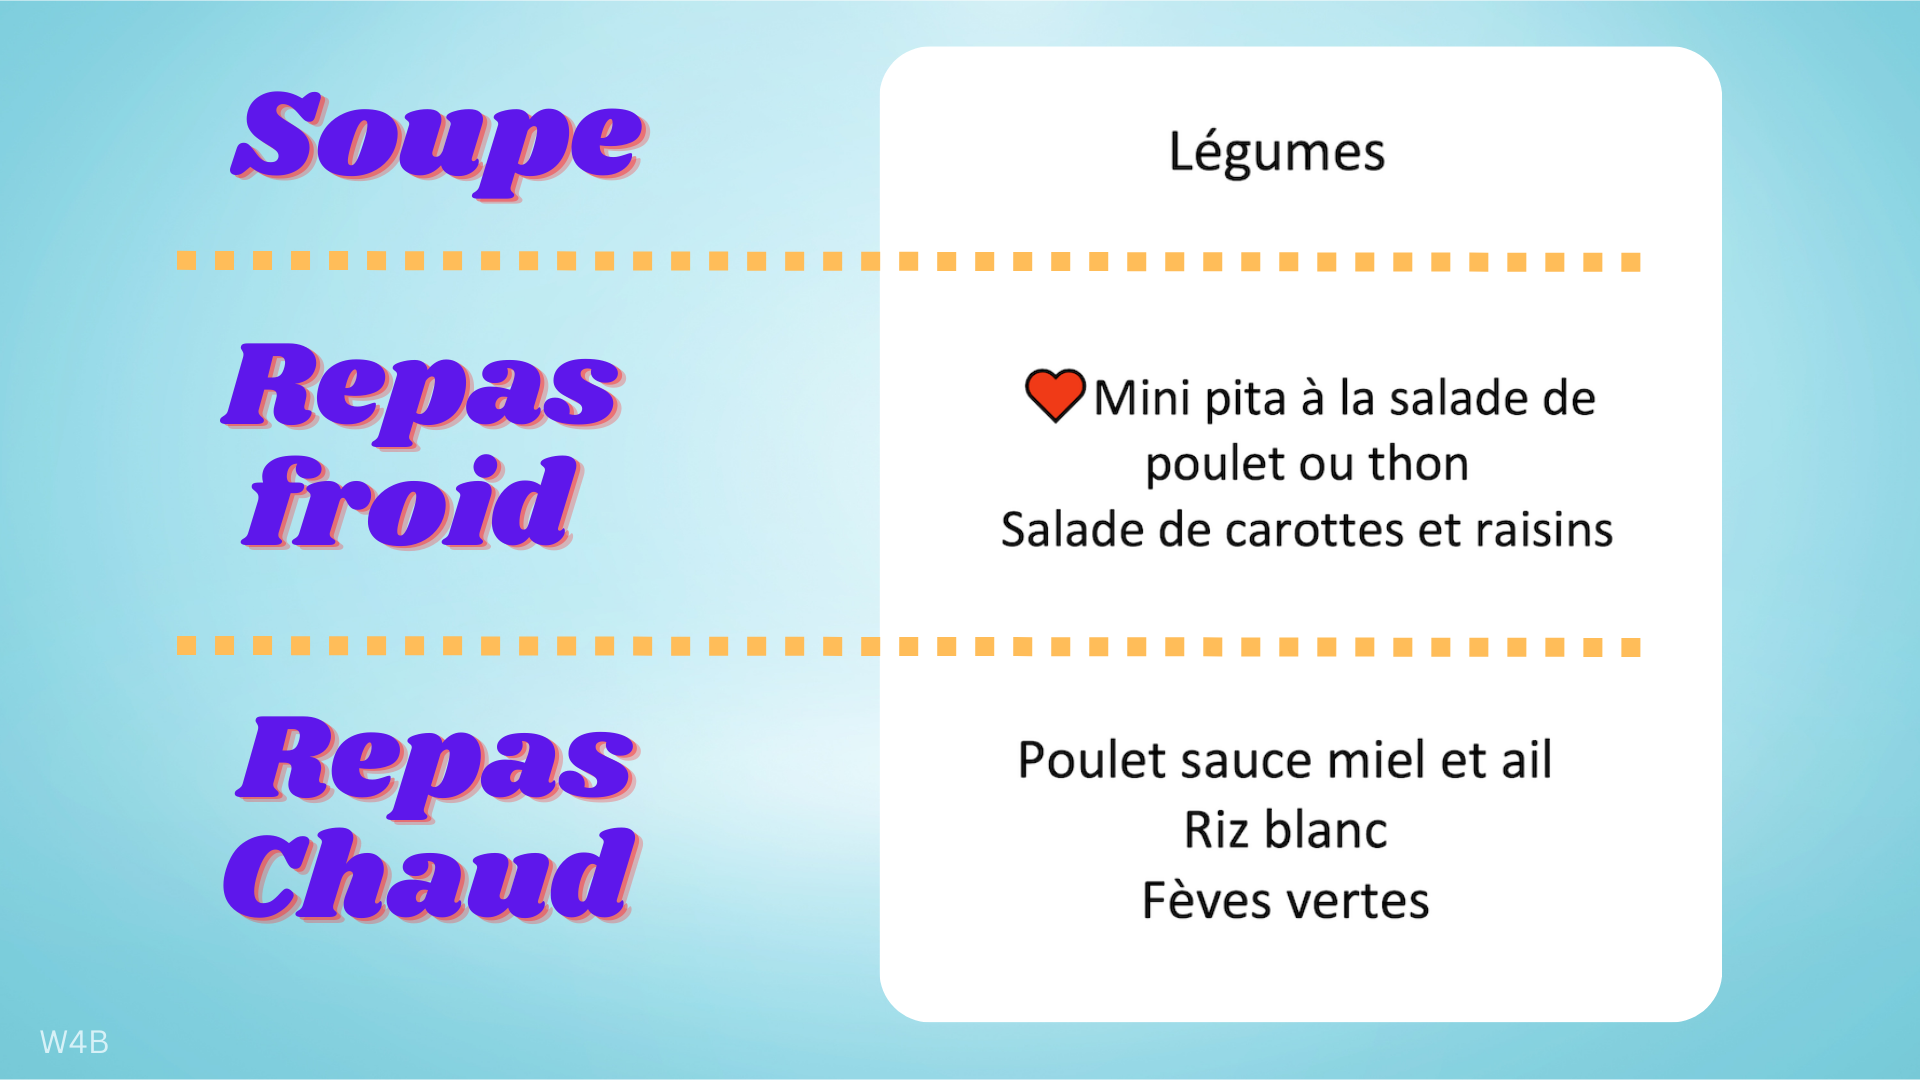 Soupe
Légumes
Repas
froid
Mini pita à la salade de
poulet ou thon
Salade de carottes et raisins
Repas
Chaud
Poulet sauce miel et ail
Riz blanc
Fèves vertes
W4B